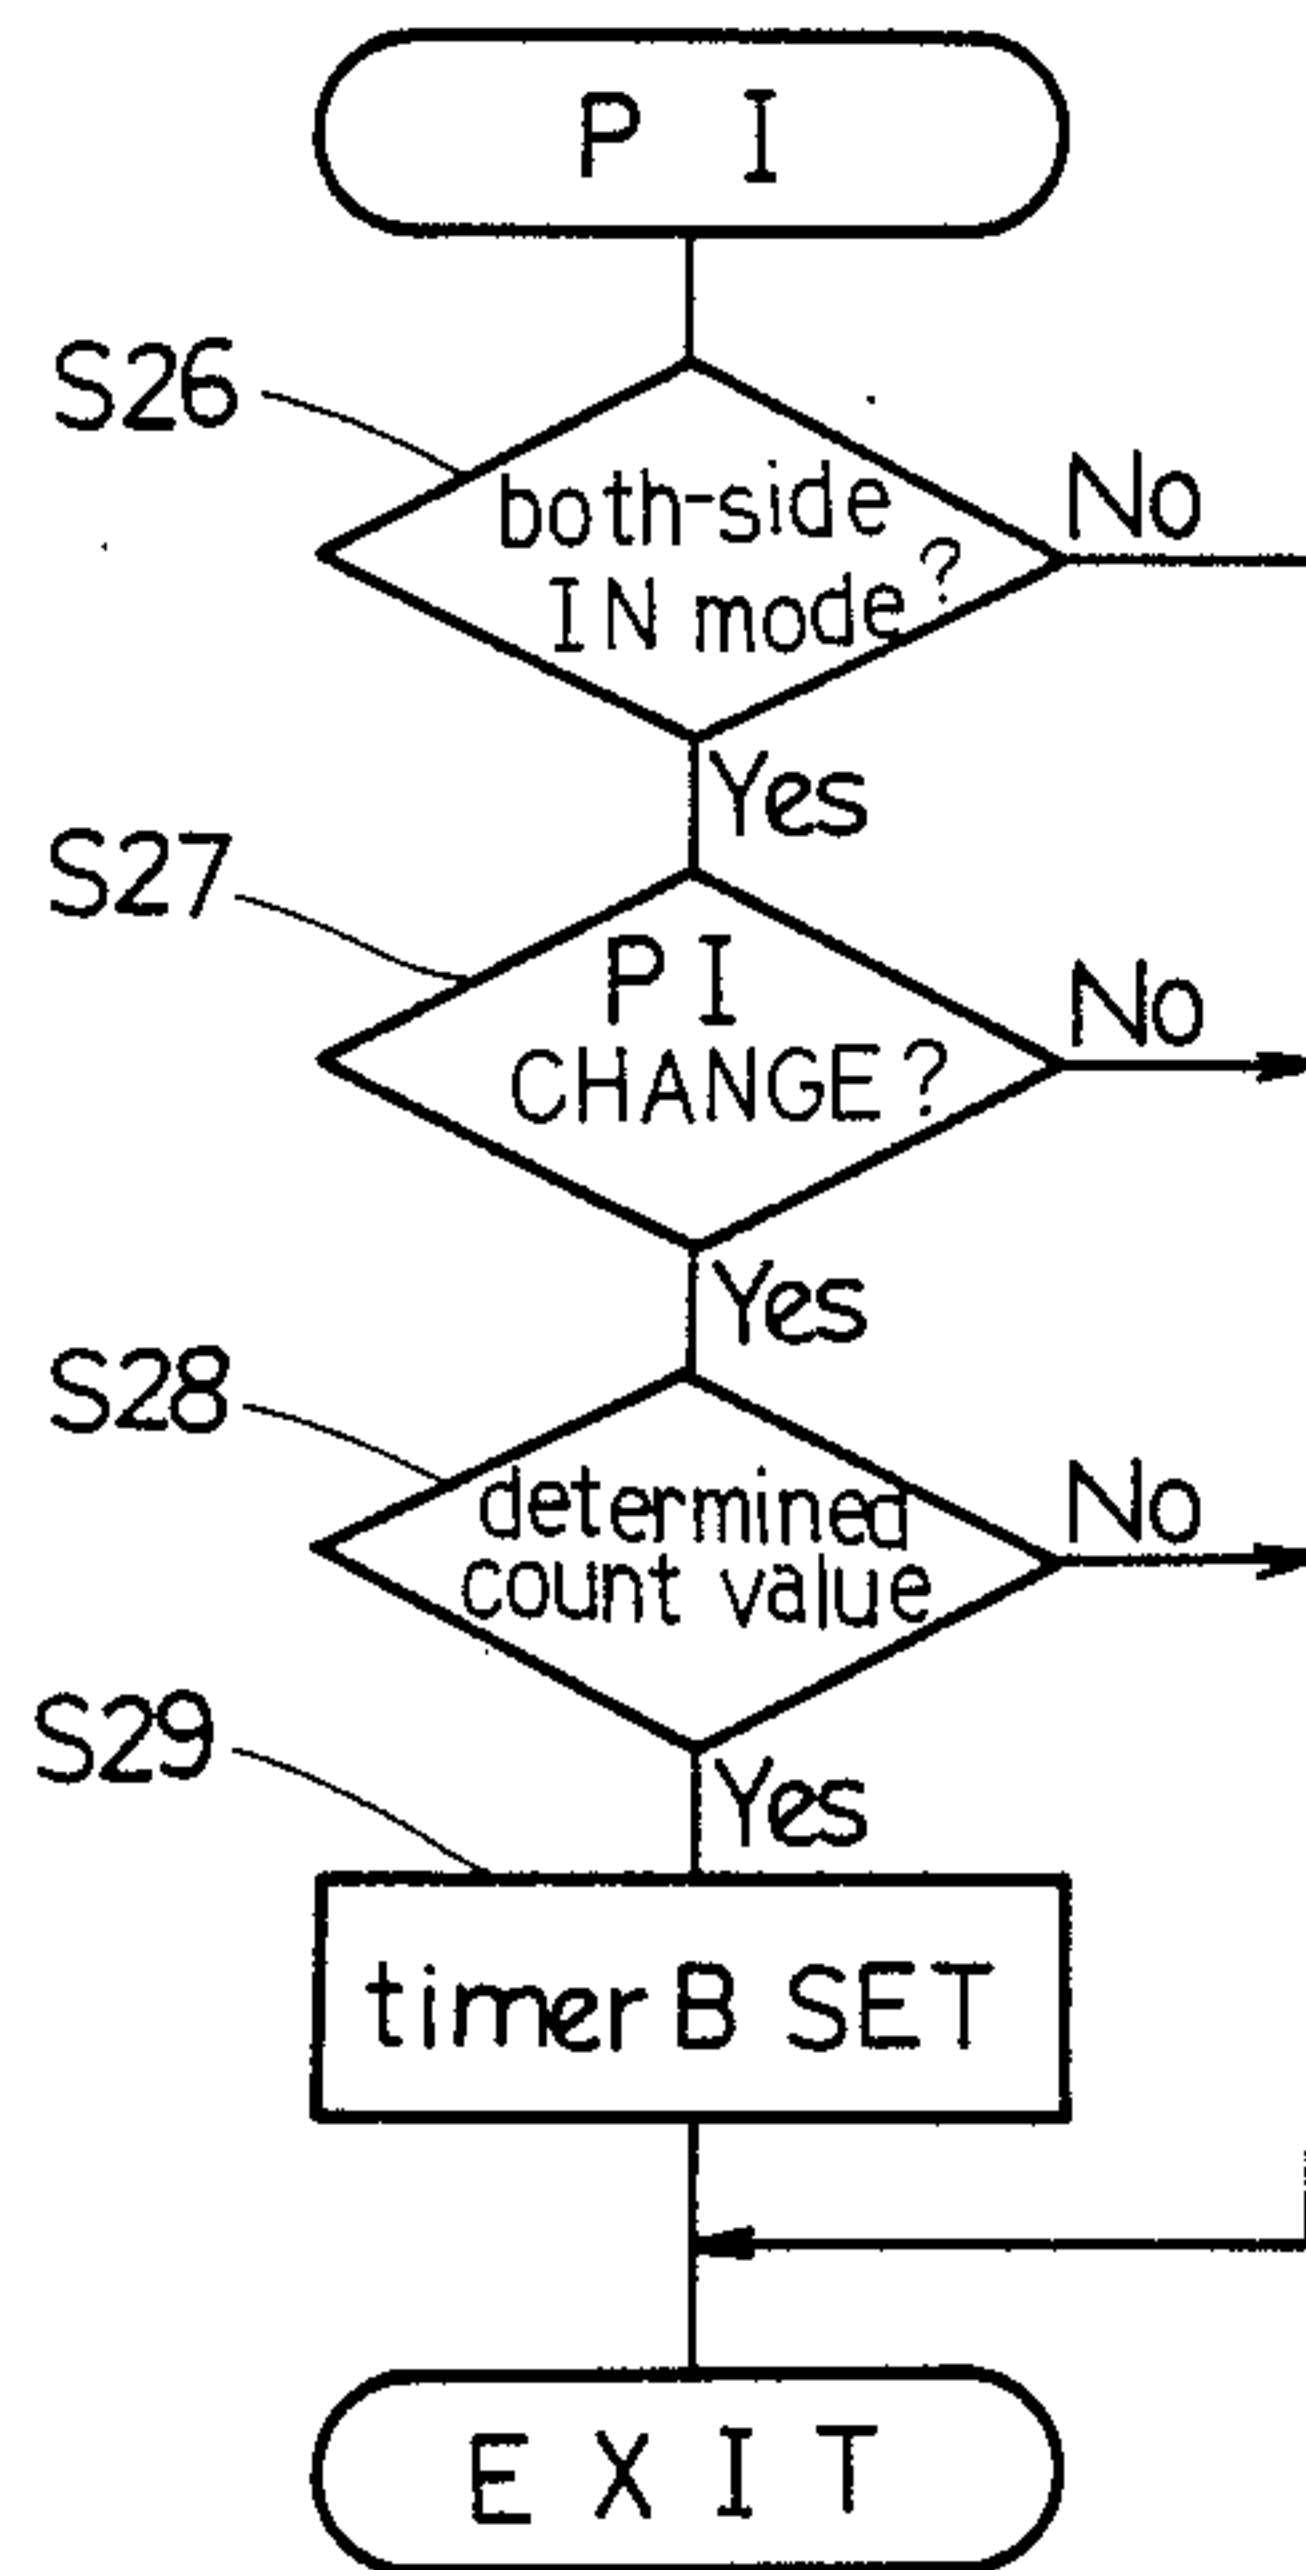 P I
S26
both-side
IN mode?
No
Yes
S27
P I
CHANGE?
No
Yes
S28
determined
count value
No
Yes
S29
timer B SET
E X I T